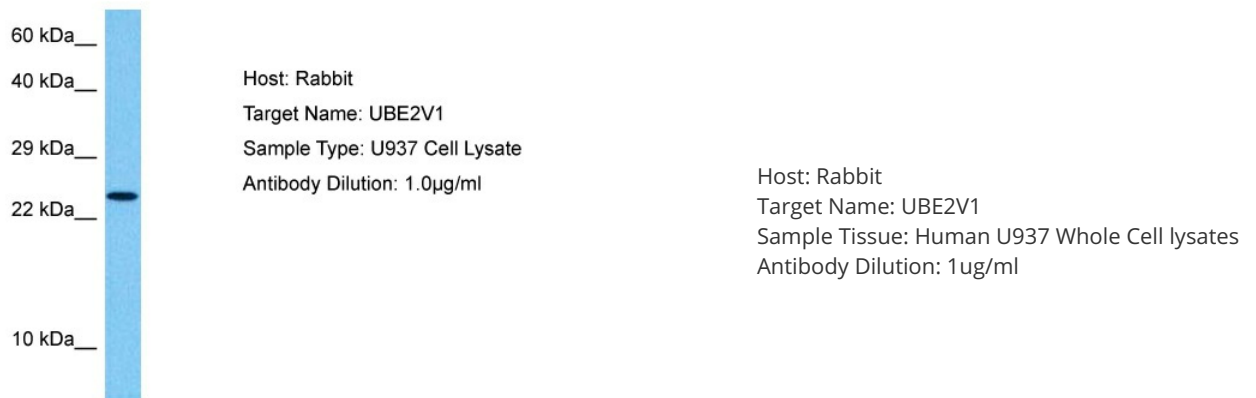 60 kDa__
40 kDa__
29 kDa__
22 kDa__
10 kDa__
Host: Rabbit
Target Name: UBE2V1
Sample Type: U937 Cell Lysate
Antibody Dilution: 1.0μg/ml
Host: Rabbit
Target Name: UBE2V1
Sample Tissue: Human U937 Whole Cell lysates
Antibody Dilution: 1ug/ml